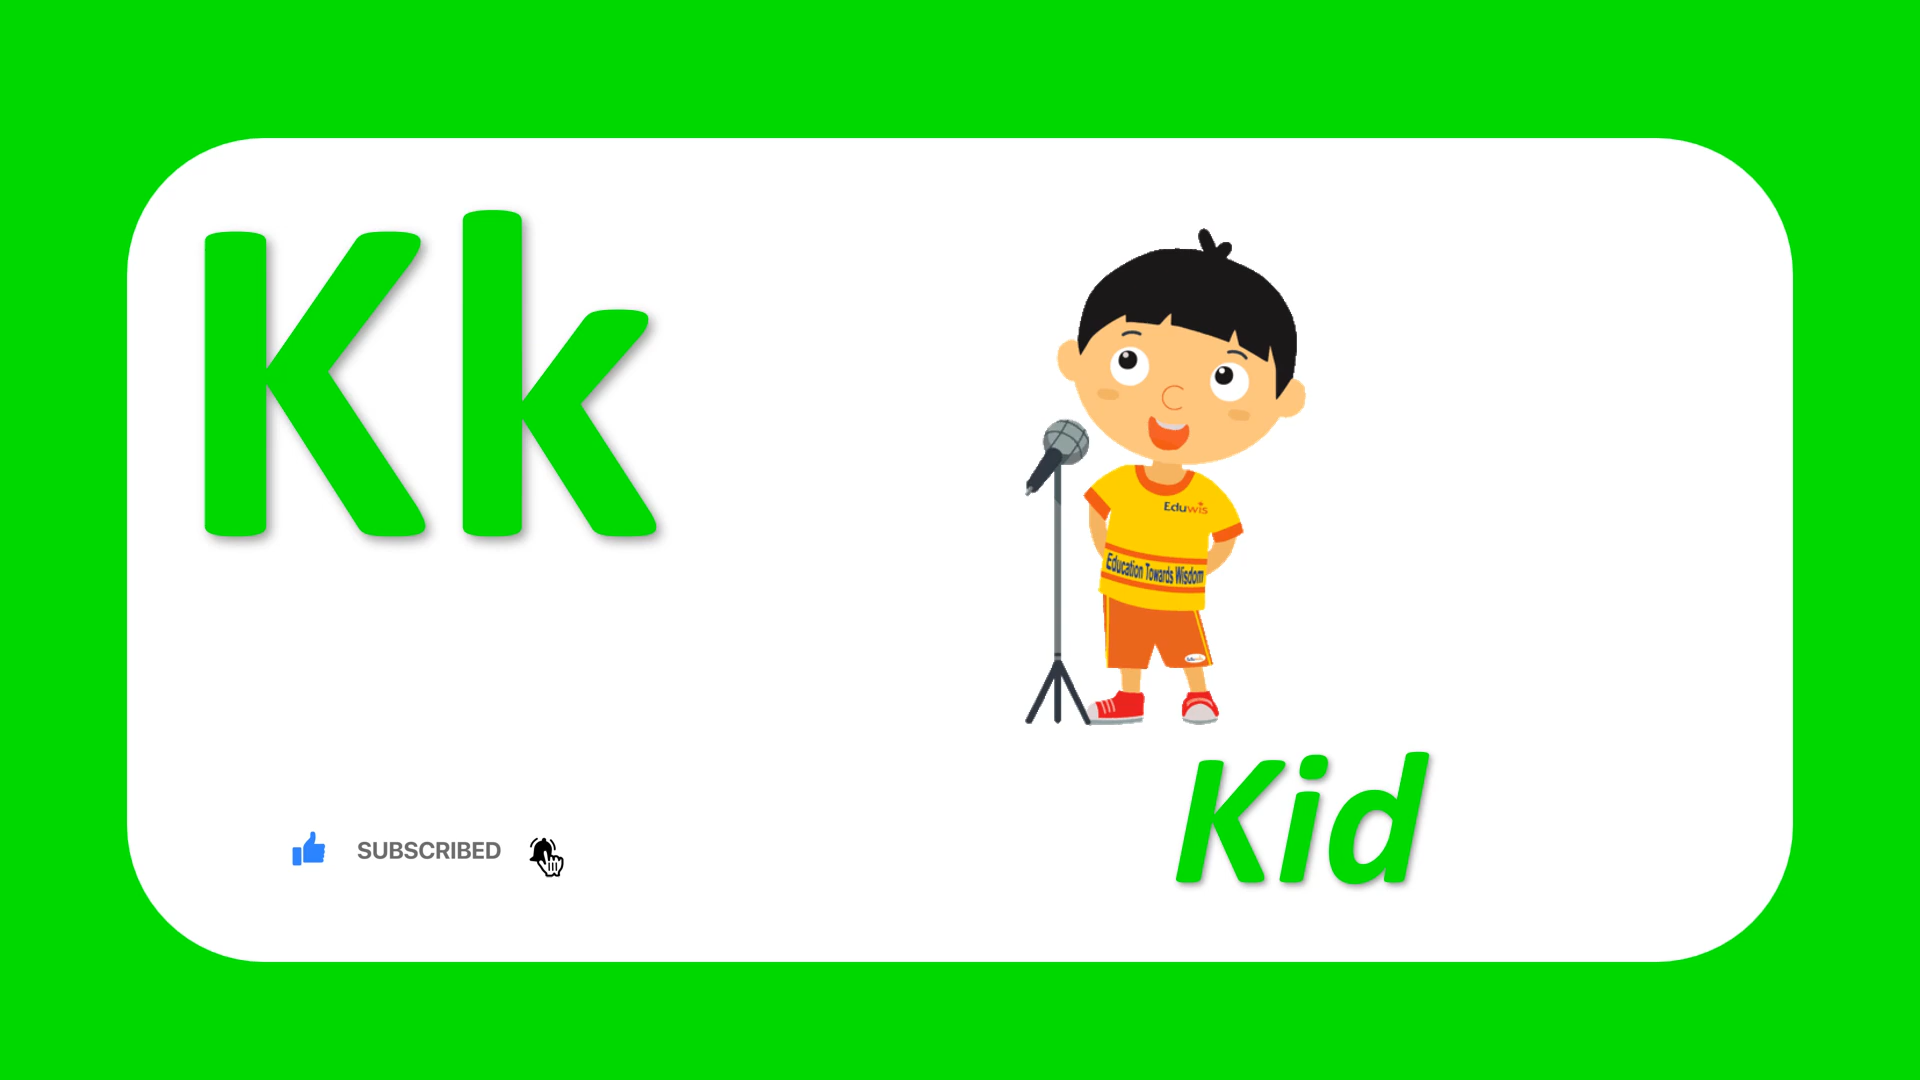 Kk
Eduwis
Education Towards Wisdom
Kid
SUBSCRIBED